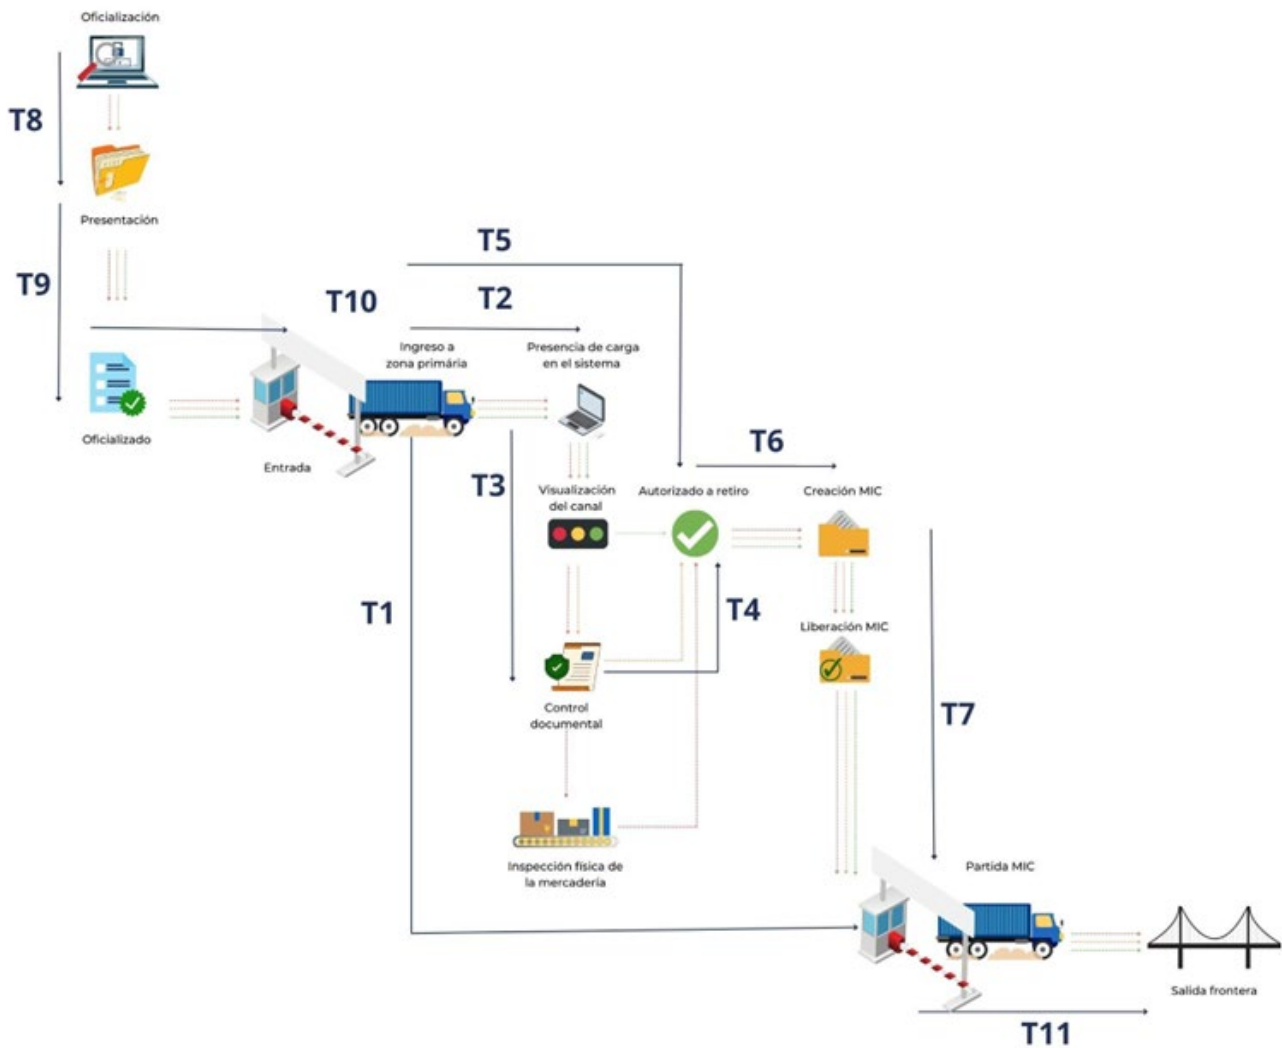 Oficialización
T8
Presentación
T9
T5
T10
T2
Ingreso a
zona primária
Presencia de carga
en el sistema
Oficializado
Entrada
T6
T3
Visualización
del canal
Autorizado a retiro
Creación MIC
T1
T4
Liberación MIC
Control
documental
T7
Inspección física de
la mercadería
Partida MIC
Salida frontera
T11